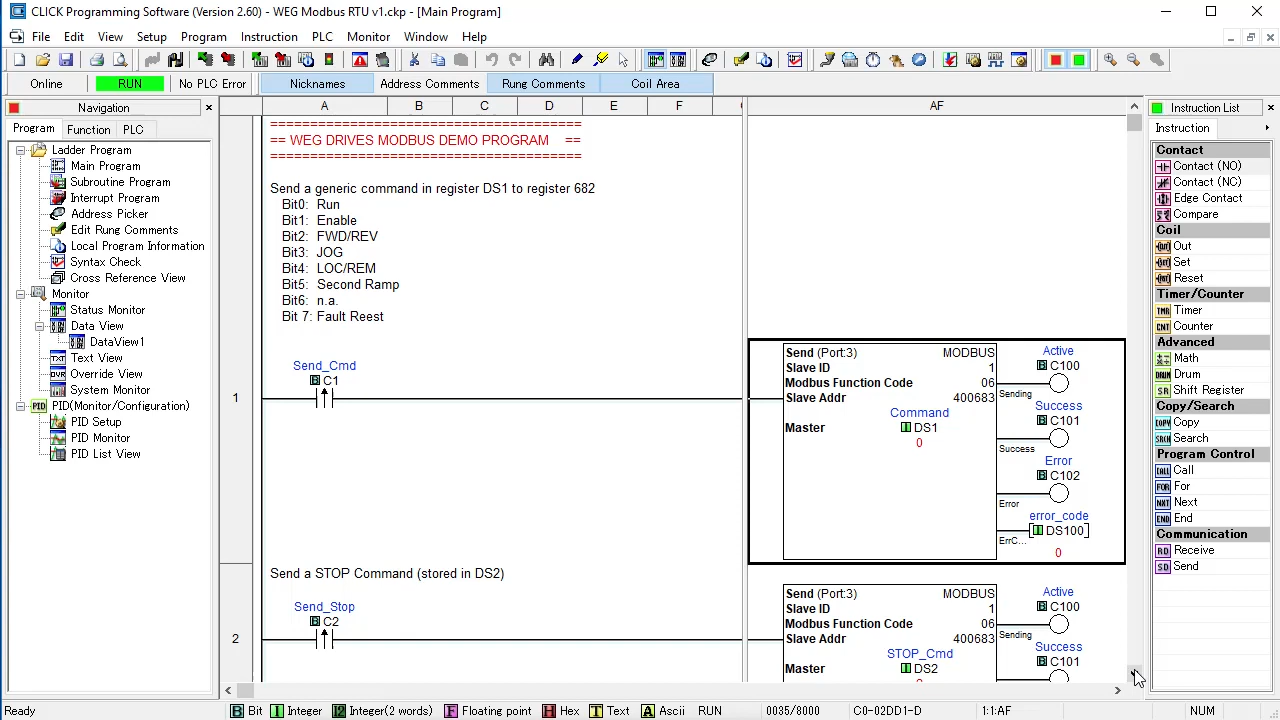 CLICK Programming Software (Version 2.60) - WEG Modbus RTU v1.ckp - [Main Program]
File Edit View Setup Program Instruction PLC Monitor Window Help
Online RUN No PLC Error Nicknames Address Comments Rung Comments Coil Area
Navigation
Program Function PLC
Ladder Program
Main Program
Subroutine Program
Interrupt Program
Address Picker
Edit Rung Comments
Local Program Information
Syntax Check
Cross Reference View
Monitor
Status Monitor
Data View
DataView1
Text View
Override View
System Monitor
PID(Monitor/Configuration)
PID Setup
PID Monitor
PID List View
A B C D E F AF
=======================================
== WEG DRIVES MODBUS DEMO PROGRAM ==
=======================================
Send a generic command in register DS1 to register 682
Bit0: Run
Bit1: Enable
Bit2: FWD/REV
Bit3: JOG
Bit4: LOC/REM
Bit5: Second Ramp
Bit6: n.a.
Bit 7: Fault Reest
1
Send_Cmd
C1
Send (Port:3) MODBUS
Slave ID 1
Modbus Function Code 06
Slave Addr 400683
Command
Master DS1
0
Active
C100
Sending
Success
C101
Success
Error
C102
Error
error_code
DS100
ErrC...
0
Send a STOP Command (stored in DS2)
2
Send_Stop
C2
Send (Port:3) MODBUS
Slave ID 1
Modbus Function Code 06
Slave Addr 400683
STOP_Cmd
Master DS2
Active
C100
Sending
Success
C101
Instruction List
Instruction
Contact
Contact (NO)
Contact (NC)
Edge Contact
Compare
Coil
Out
Set
Reset
Timer/Counter
Timer
Counter
Advanced
Math
Drum
Shift Register
Copy/Search
Copy
Search
Program Control
Call
For
Next
End
Communication
Receive
Send
Ready Bit Integer Integer(2 words) Floating point Hex Text Ascii RUN 0035/8000 C0-02DD1-D 1:1:AF NUM